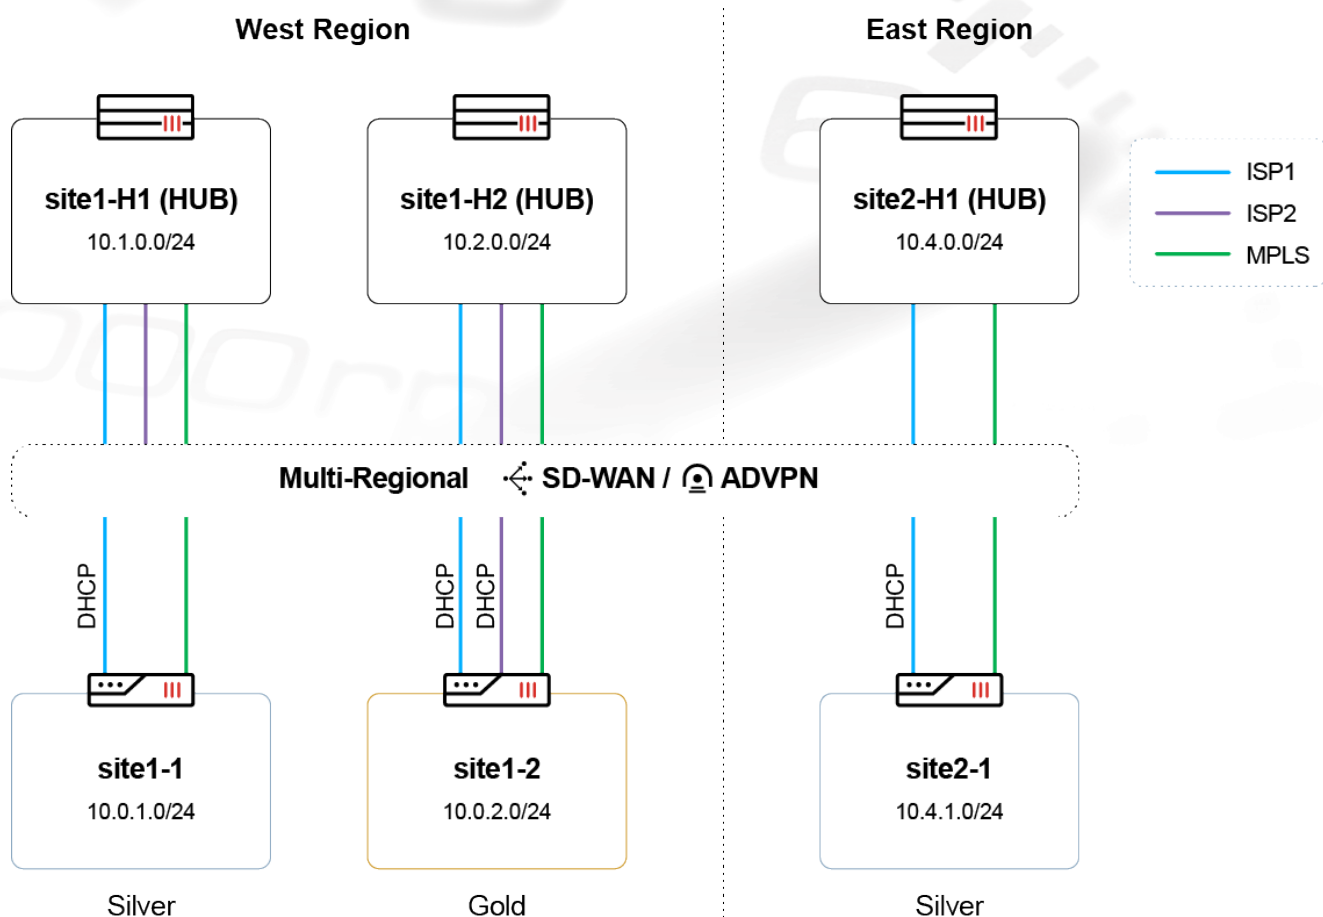 West Region
East Region
site1-H1 (HUB)
10.1.0.0/24
site1-H2 (HUB)
10.2.0.0/24
site2-H1 (HUB)
10.4.0.0/24
ISP1
ISP2
MPLS
Multi-Regional SD-WAN / ADVPN
DHCP
DHCP
DHCP
DHCP
site1-1
10.0.1.0/24
site1-2
10.0.2.0/24
site2-1
10.4.1.0/24
Silver
Gold
Silver